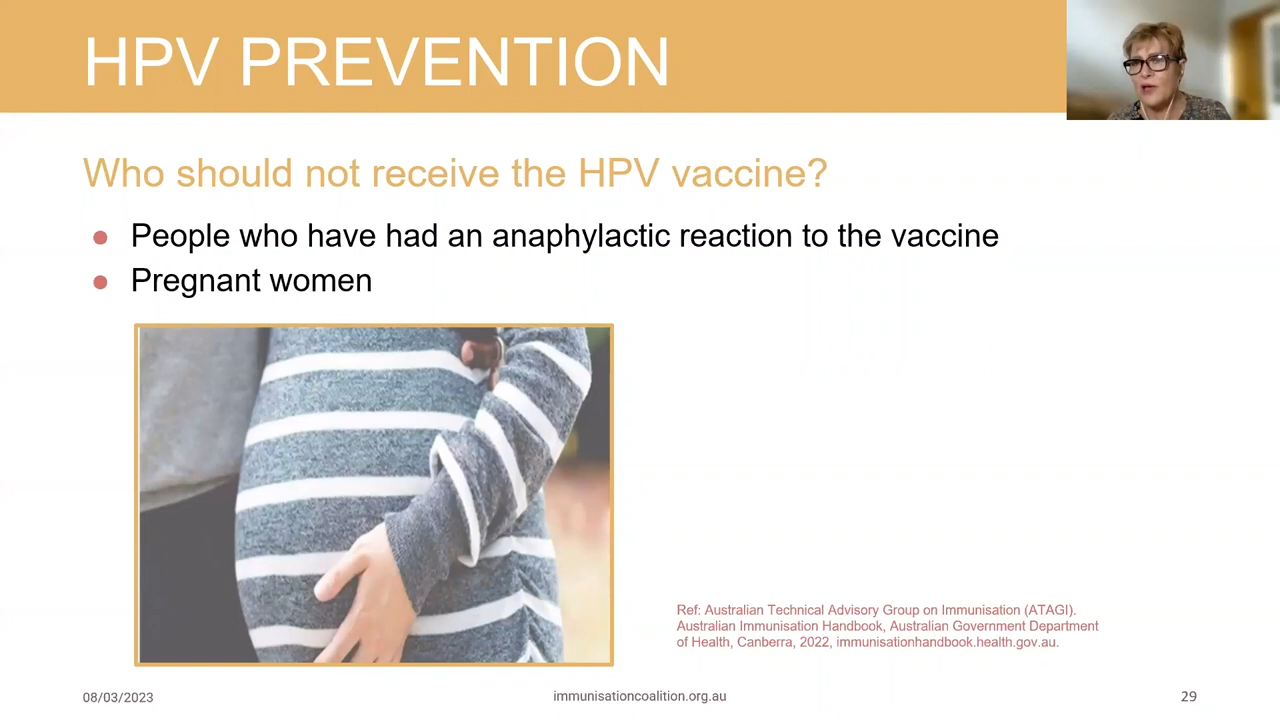 HPV PREVENTION
Who should not receive the HPV vaccine?
● People who have had an anaphylactic reaction to the vaccine
● Pregnant women
Ref: Australian Technical Advisory Group on Immunisation (ATAGI).
Australian Immunisation Handbook, Australian Government Department
of Health, Canberra, 2022, immunisationhandbook.health.gov.au.
08/03/2023
immunisationcoalition.org.au
29